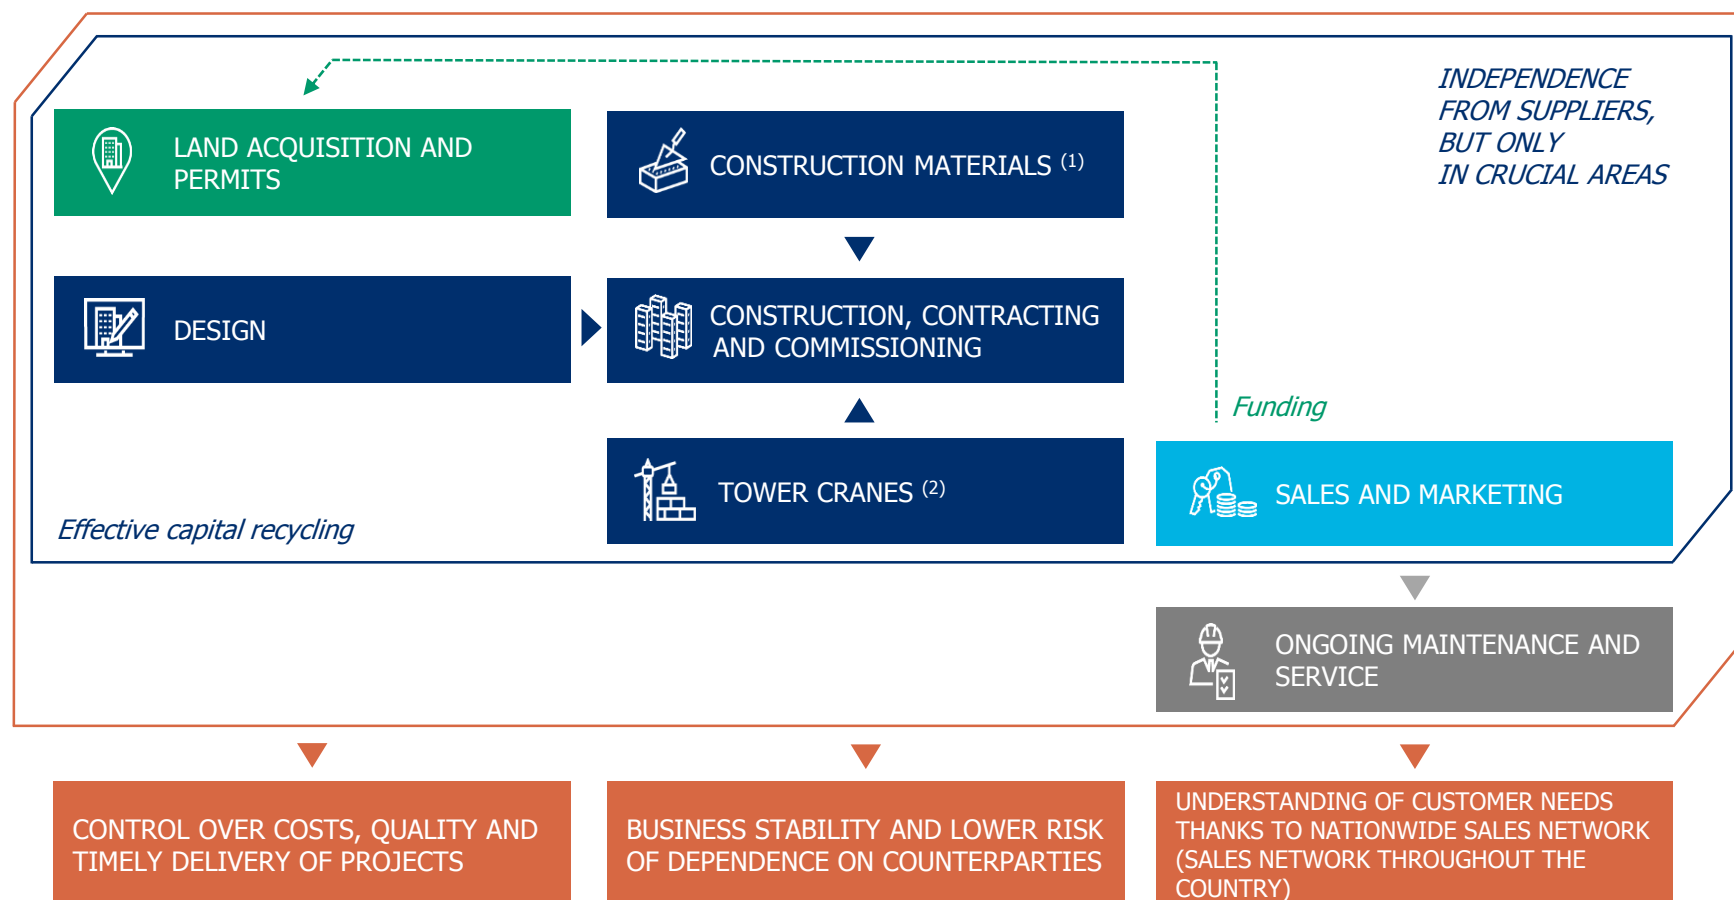 INDEPENDENCE
FROM SUPPLIERS,
BUT ONLY
IN CRUCIAL AREAS
LAND ACQUISITION AND
PERMITS
CONSTRUCTION MATERIALS (1)
DESIGN
CONSTRUCTION, CONTRACTING
AND COMMISSIONING
Funding
TOWER CRANES (2)
SALES AND MARKETING
Effective capital recycling
ONGOING MAINTENANCE AND
SERVICE
CONTROL OVER COSTS, QUALITY AND
TIMELY DELIVERY OF PROJECTS
BUSINESS STABILITY AND LOWER RISK
OF DEPENDENCE ON COUNTERPARTIES
UNDERSTANDING OF CUSTOMER NEEDS
THANKS TO NATIONWIDE SALES NETWORK
(SALES NETWORK THROUGHOUT THE
COUNTRY)